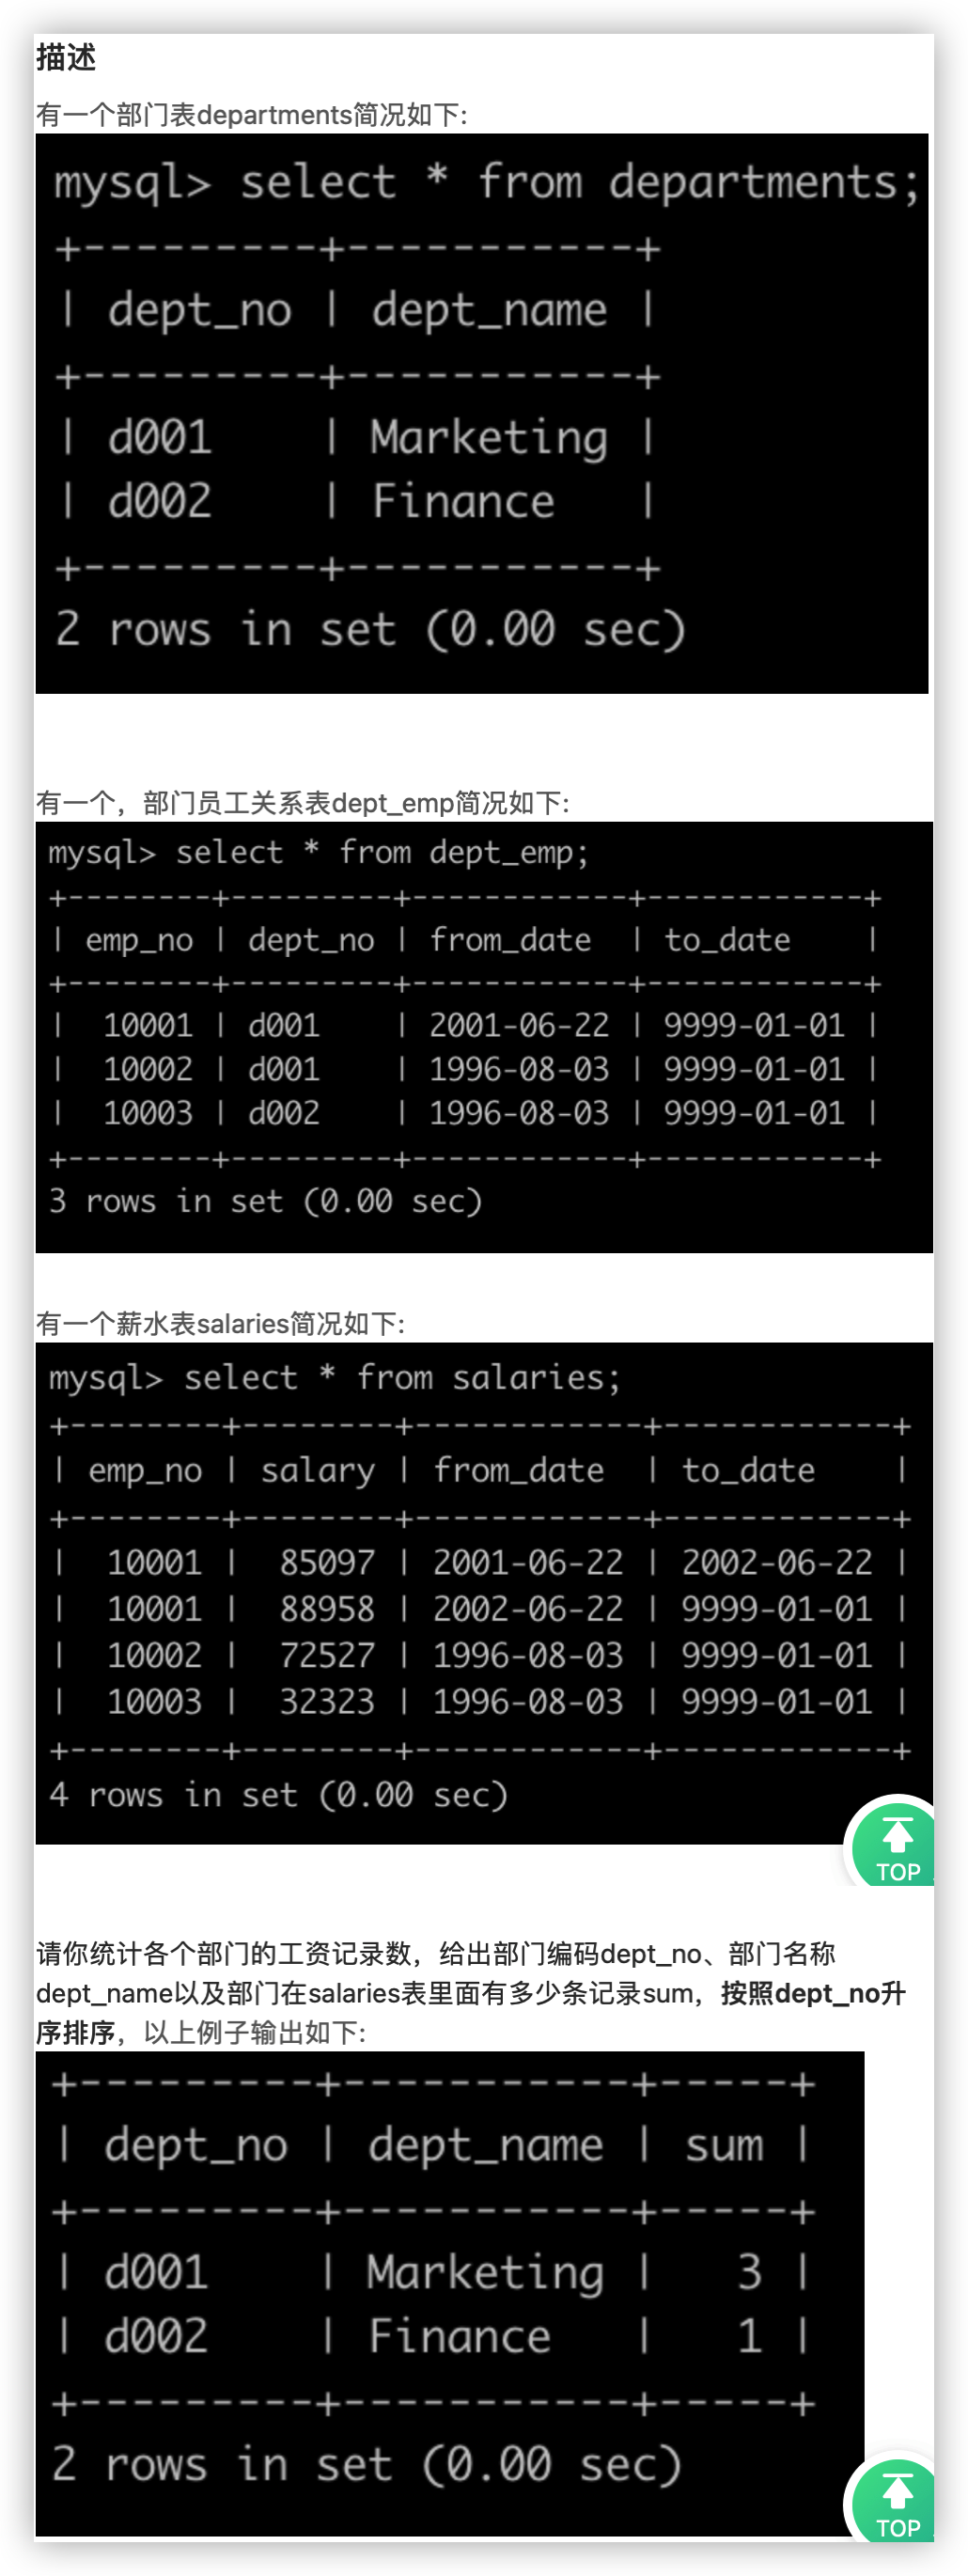 描述
有一个部门表departments简况如下:
mysql> select * from departments;
+---------+-----------+
| dept_no | dept_name |
+---------+-----------+
| d001    | Marketing |
| d002    | Finance   |
+---------+-----------+
2 rows in set (0.00 sec)
有一个，部门员工关系表dept_emp简况如下:
mysql> select * from dept_emp;
+--------+---------+------------+------------+
| emp_no | dept_no | from_date  | to_date    |
+--------+---------+------------+------------+
|  10001 | d001    | 2001-06-22 | 9999-01-01 |
|  10002 | d001    | 1996-08-03 | 9999-01-01 |
|  10003 | d002    | 1996-08-03 | 9999-01-01 |
+--------+---------+------------+------------+
3 rows in set (0.00 sec)
有一个薪水表salaries简况如下:
mysql> select * from salaries;
+--------+--------+------------+------------+
| emp_no | salary | from_date  | to_date    |
+--------+--------+------------+------------+
|  10001 |  85097 | 2001-06-22 | 2002-06-22 |
|  10001 |  88958 | 2002-06-22 | 9999-01-01 |
|  10002 |  72527 | 1996-08-03 | 9999-01-01 |
|  10003 |  32323 | 1996-08-03 | 9999-01-01 |
+--------+--------+------------+------------+
4 rows in set (0.00 sec)
TOP
请你统计各个部门的工资记录数，给出部门编码dept_no、部门名称
dept_name以及部门在salaries表里面有多少条记录sum，按照dept_no升
序排序，以上例子输出如下:
+---------+-----------+-----+
| dept_no | dept_name | sum |
+---------+-----------+-----+
| d001    | Marketing |   3 |
| d002    | Finance   |   1 |
+---------+-----------+-----+
2 rows in set (0.00 sec)
TOP